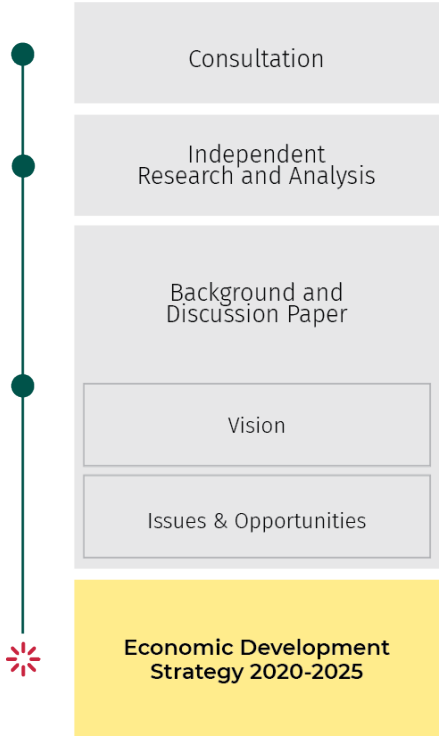 Consultation
Independent
Research and Analysis
Background and
Discussion Paper
Vision
Issues & Opportunities
Economic Development
Strategy 2020-2025